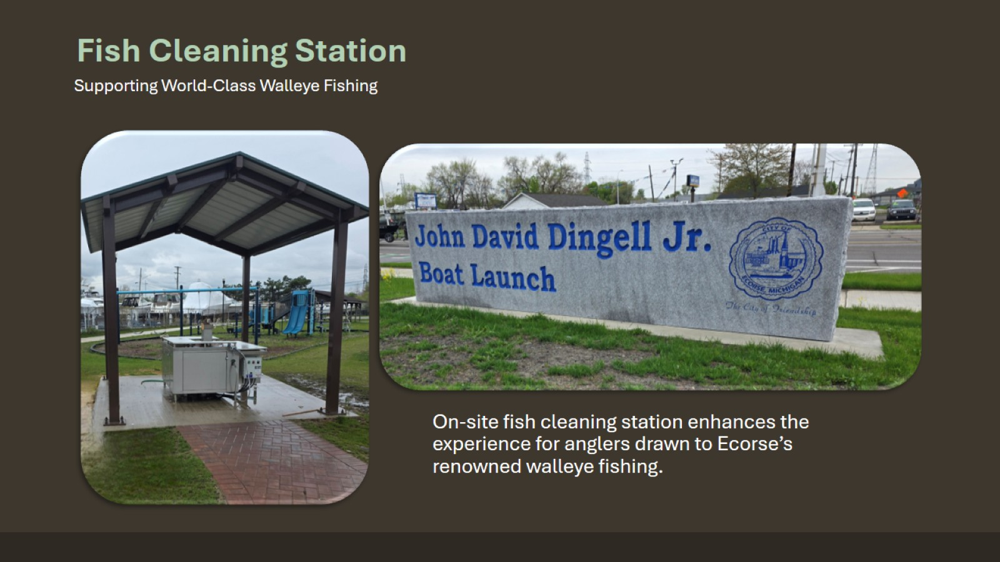 Fish Cleaning Station
Supporting World-Class Walleye Fishing
John David Dingell Jr.
Boat Launch
CITY OF
ECORSE, MICHIGAN
The City of Friendship
On-site fish cleaning station enhances the
experience for anglers drawn to Ecorse’s
renowned walleye fishing.